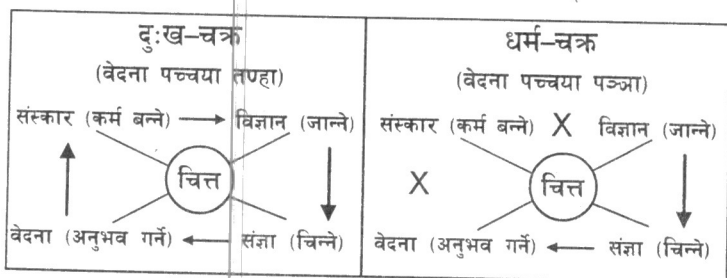 दुःख-चक्र
(वेदना पच्चया तण्हा)
संस्कार (कर्म बन्ने) → विज्ञान (जान्ने)
चित्त
वेदना (अनुभव गर्ने) ← संज्ञा (चिन्ने)
धर्म-चक्र
(वेदना पच्चया पञ्ञा)
संस्कार (कर्म बन्ने) X विज्ञान (जान्ने)
X चित्त
वेदना (अनुभव गर्ने) ← संज्ञा (चिन्ने)